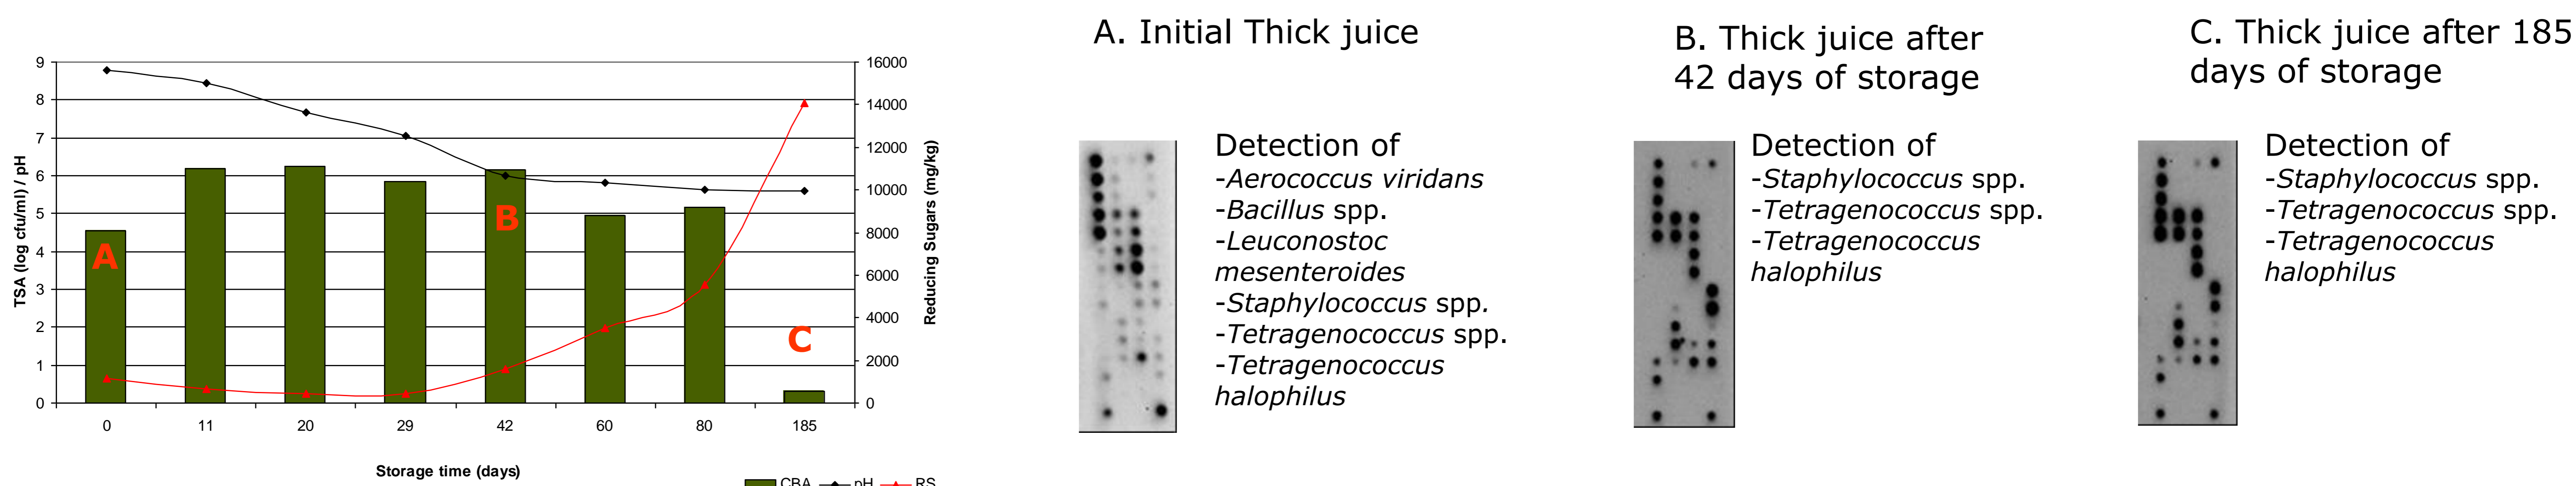 A. Initial Thick juice
B. Thick juice after
42 days of storage
C. Thick juice after 185
days of storage
9
8
7
6
5
4
3
2
1
0
TSA (log cfu/ml) / pH
16000
14000
12000
10000
8000
6000
4000
2000
0
Reducing Sugars (mg/kg)
A
B
C
0 11 20 29 42 60 80 185
Storage time (days)
CBA pH RS
Detection of
-Aerococcus viridans
-Bacillus spp.
-Leuconostoc
mesenteroides
-Staphylococcus spp.
-Tetragenococcus spp.
-Tetragenococcus
halophilus
Detection of
-Staphylococcus spp.
-Tetragenococcus spp.
-Tetragenococcus
halophilus
Detection of
-Staphylococcus spp.
-Tetragenococcus spp.
-Tetragenococcus
halophilus